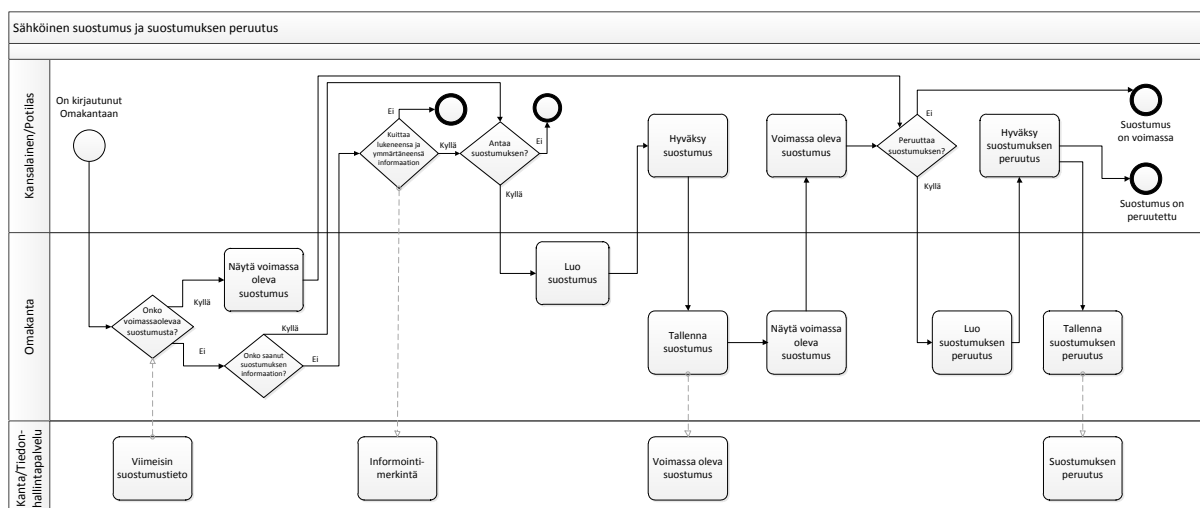 Sähköinen suostumus ja suostumuksen peruutus
Kansalainen/Potilas
On kirjautunut
Omakantaan
Ei
Kuittaa
lukeneensa ja
ymmärtäneensä
informaation
Kyllä
Antaa
suostumuksen?
Ei
Kyllä
Hyväksy
suostumus
Voimassa oleva
suostumus
Ei
Peruuttaa
suostumuksen?
Kyllä
Hyväksy
suostumuksen
peruutus
Suostumus
on voimassa
Suostumus on
peruutettu
Omakanta
Onko
voimassaolevaa
suostumusta?
Kyllä
Ei
Näytä voimassa
oleva
suostumus
Kyllä
Onko saanut
suostumuksen
informaation?
Ei
Luo
suostumus
Tallenna
suostumus
Näytä voimassa
oleva
suostumus
Luo
suostumuksen
peruutus
Tallenna
suostumuksen
peruutus
Kanta/Tiedon-
hallintapalvelu
Viimeisin
suostumustieto
Informointi-
merkintä
Voimassa oleva
suostumus
Suostumuksen
peruutus